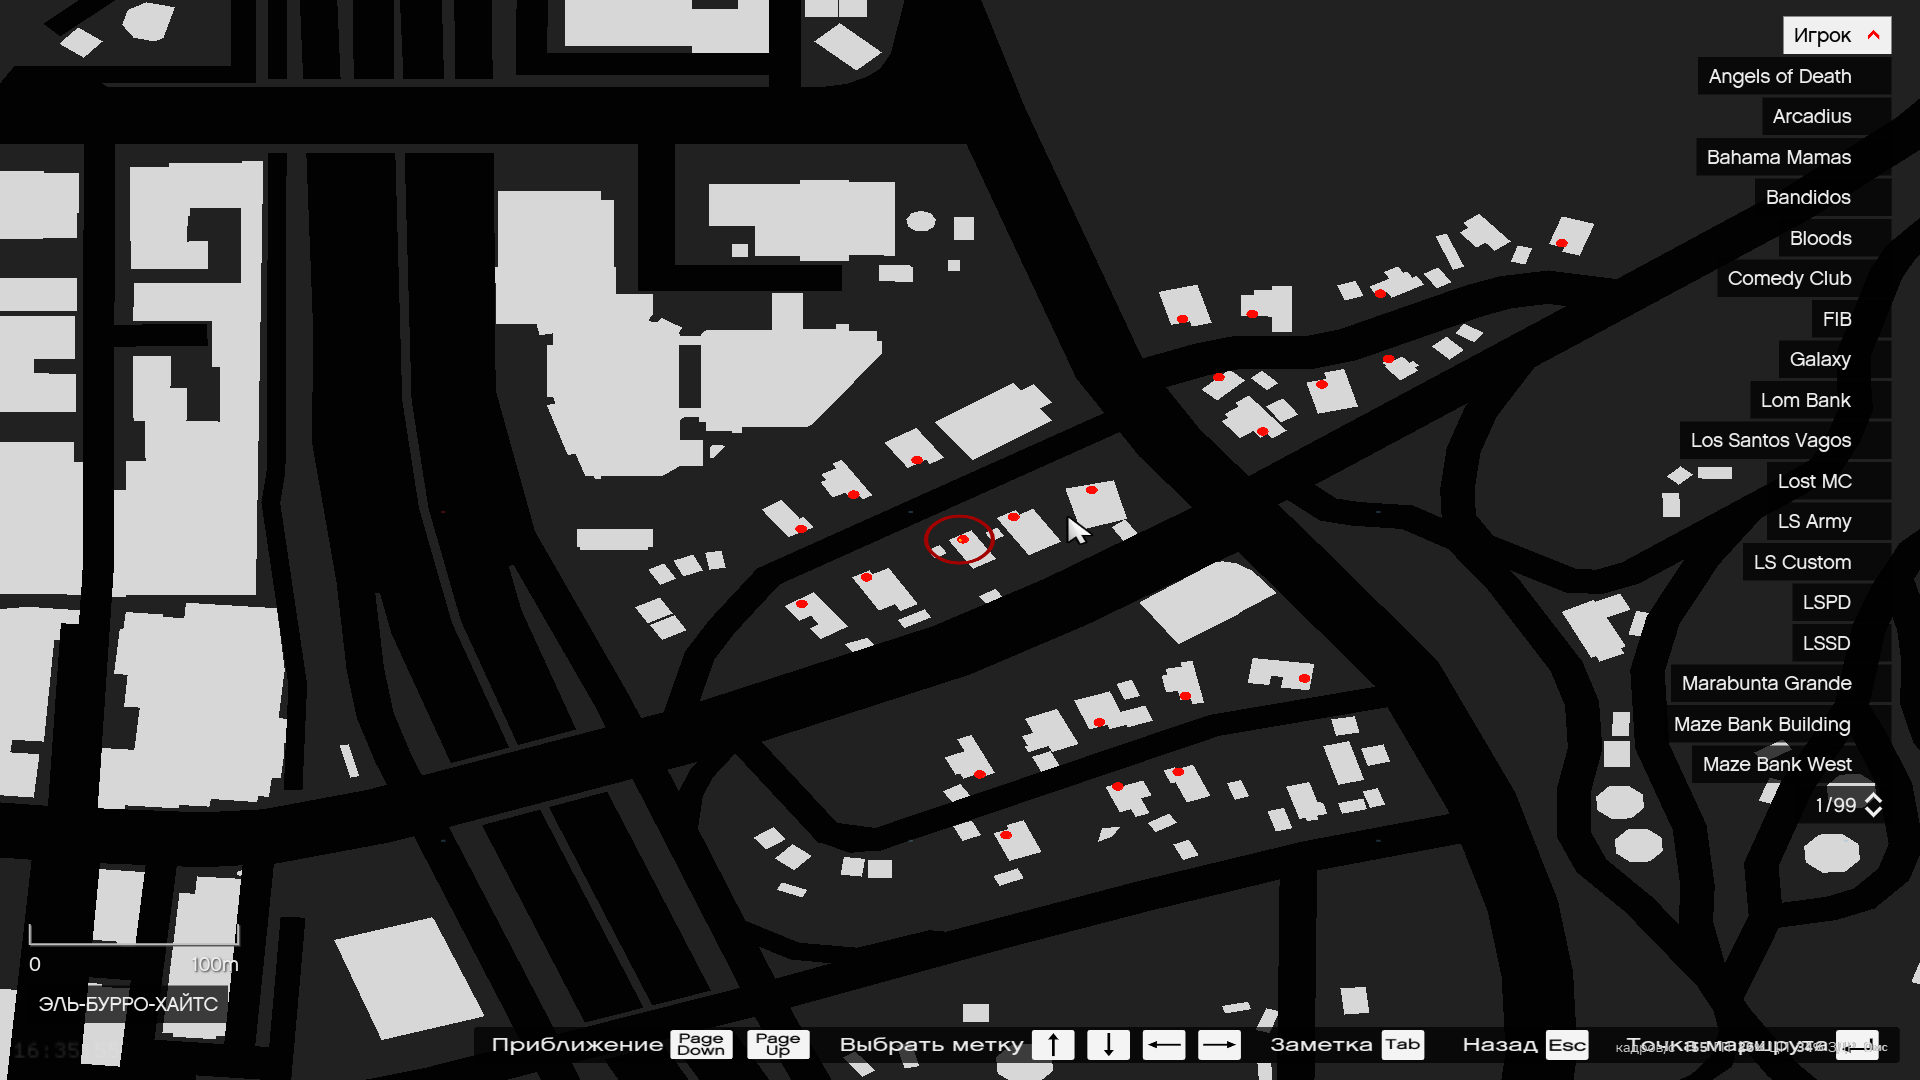 Игрок
Angels of Death
Arcadius
Bahama Mamas
Bandidos
Bloods
Comedy Club
FIB
Galaxy
Lom Bank
Los Santos Vagos
Lost MC
LS Army
LS Custom
LSPD
LSSD
Marabunta Grande
Maze Bank Building
Maze Bank West
1/99
0 100m
ЭЛЬ-БУРРО-ХАЙТС
Приближение Page Down Page Up Выбрать метку ↑ ↓ ← → Заметка Tab Назад Esc Точка маршрута